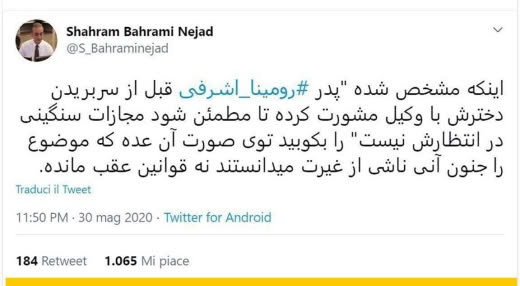 Shahram Bahrami Nejad
@S_Bahraminejad
اینکه مشخص شده "پدر #رومینا_اشرفی قبل از سربریدن
دخترش با وکیل مشورت کرده تا مطمئن شود مجازات سنگینی
در انتظارش نیست" را بکوبید توی صورت آن عده که موضوع
را جنون آنی ناشی از غیرت میدانستند نه قوانین عقب مانده.
Traduci il Tweet
11:50 PM · 30 mag 2020 · Twitter for Android
184 Retweet 1.065 Mi piace